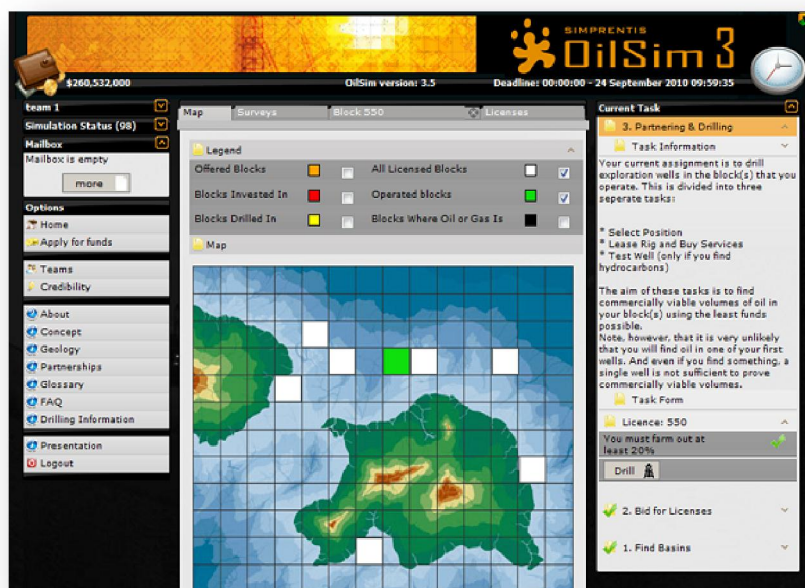 SIMPRENTIS
OilSim 3
$260,532,000
OilSim version: 3.5
Deadline: 00:00:00 - 24 September 2010 09:59:35
team 1
Simulation Status (98)
Mailbox
Mailbox is empty
more
Options
Home
Apply for funds
Teams
Credibility
About
Concept
Geology
Partnerships
Glossary
FAQ
Drilling Information
Presentation
Logout
Map
Surveys
Block 550
Licenses
Legend
Offered Blocks
All Licensed Blocks
Blocks Invested In
Operated blocks
Blocks Drilled In
Blocks Where Oil or Gas Is
Map
Current Task
3. Partnering & Drilling
Task Information
Your current assignment is to drill
exploration wells in the block(s) that you
operate. This is divided into three
seperate tasks:
* Select Position
* Lease Rig and Buy Services
* Test Well (only if you find
hydrocarbons)
The aim of these tasks is to find
commercially viable volumes of oil in
your block(s) using the least funds
possible.
Note, however, that it is very unlikely
that you will find oil in one of your first
wells. And even if you find something, a
single well is not sufficient to prove
commercially viable volumes.
Task Form
Licence: 550
You must farm out at
least 20%
Drill
2. Bid for Licenses
1. Find Basins